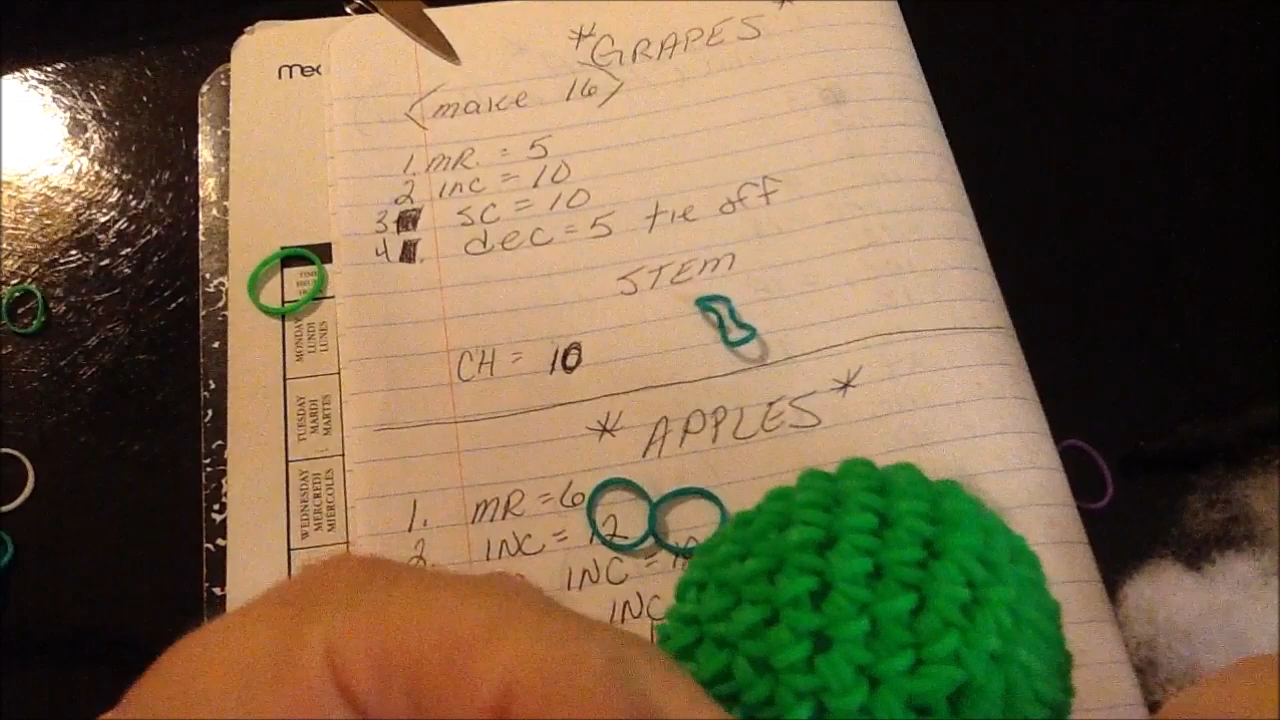 *GRAPES*
<make 16>
1. MR. = 5
2 inc = 10
3 SC = 10
4. dec = 5 tie off
STEM
CH = 10
*APPLES*
1. MR = 6
2. INC = 12
INC =
INC
MONDAY
LUNDI
LUNES
TUESDAY
MARDI
MARTES
WEDNESDAY
MERCREDI
MIÉRCOLES